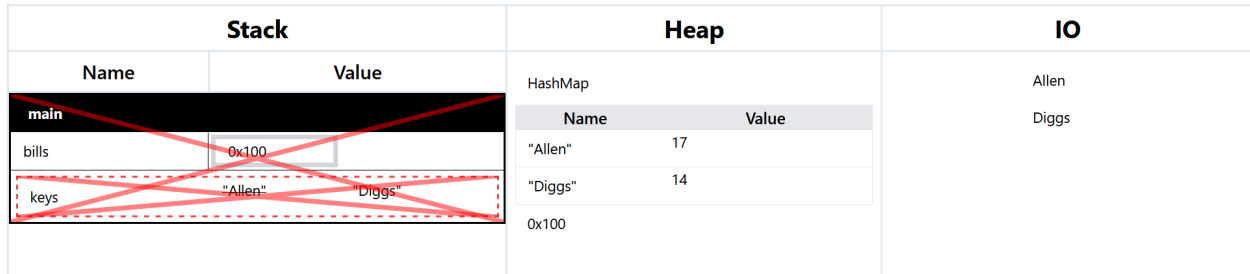 Stack Heap IO
Name Value
main
bills 0x100
keys "Allen" "Diggs"
HashMap
Name Value
"Allen" 17
"Diggs" 14
0x100
Allen
Diggs